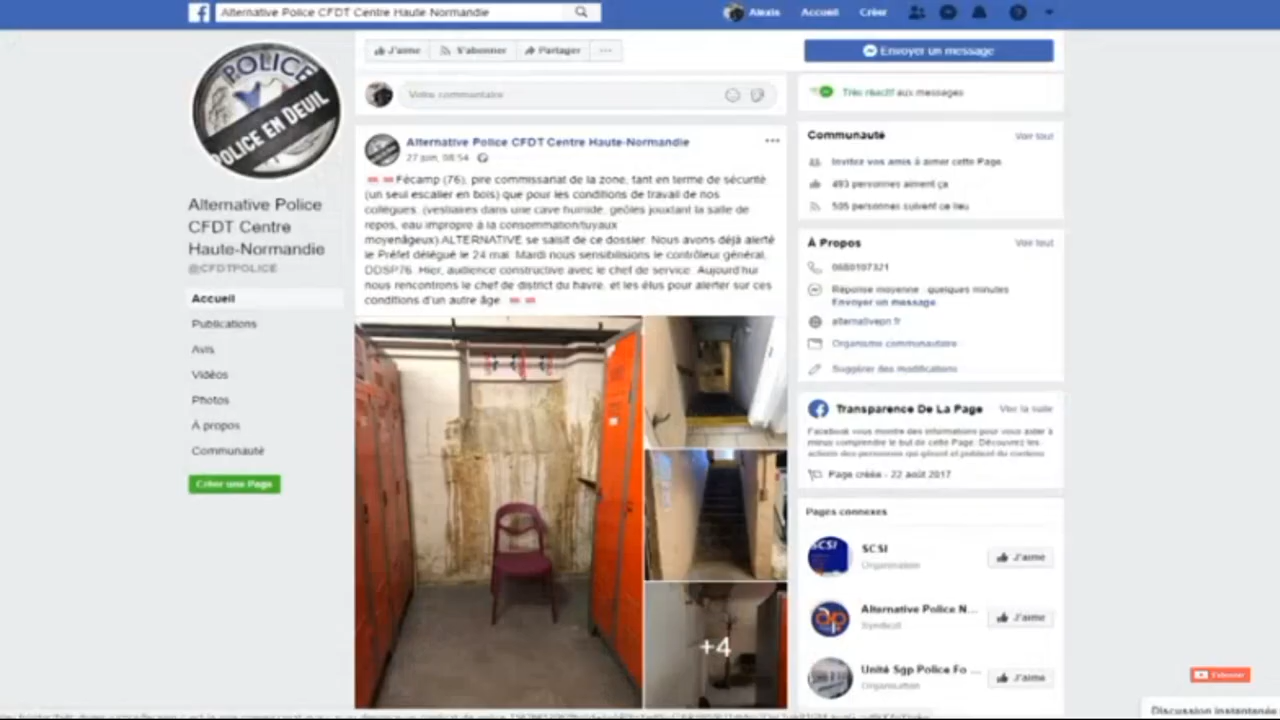 Alternative Police CFDT Centre Haute Normandie
Alexis Accueil Créer
J'aime S'abonner Partager ...
Envoyer un message
POLICE
POLICE EN DEUIL
Votre commentaire
Très réactif aux messages
Alternative Police CFDT Centre Haute-Normandie
27 juin, 08:54
Fécamp (76), pire commissariat de la zone, tant en terme de sécurité
(un seul escalier en bois) que pour les conditions de travail de nos
collègues. (vestiaires dans une cave humide, geôles jouxtant la salle de
repos, eau impropre à la consommation/tuyaux
moyenâgeux).ALTERNATIVE se saisit de ce dossier. Nous avons déjà alerté
le Préfet délégué le 24 mai. Mardi nous sensibilisions le contrôleur général,
DDSP76. Hier, audience constructive avec le chef de service. Aujourd'hui
nous rencontrons le chef de district du havre, et les élus pour alerter sur ces
conditions d'un autre âge
+4
Alternative Police
CFDT Centre
Haute-Normandie
@CFDTPOLICE
Accueil
Publications
Avis
Vidéos
Photos
À propos
Communauté
Créer une Page
Communauté Voir tout
Invitez vos amis à aimer cette Page
493 personnes aiment ça
505 personnes suivent ce lieu
À Propos Voir tout
0680107321
Réponse moyenne : quelques minutes
Envoyer un message
alternativepn.fr
Organisme communautaire
Suggérer des modifications
Transparence De La Page Voir la suite
Facebook vous montre des informations pour vous aider à
mieux comprendre le but de cette Page. Découvrez les
actions des personnes qui gèrent et publient du contenu.
Page créée - 22 août 2017
Pages connexes
SCSI
SCSI
Organisation
J'aime
ap
Alternative Police N...
Syndicat
J'aime
Unité Sgp Police Fo ...
Organisation
J'aime
S'abonner
Discussion instantanée